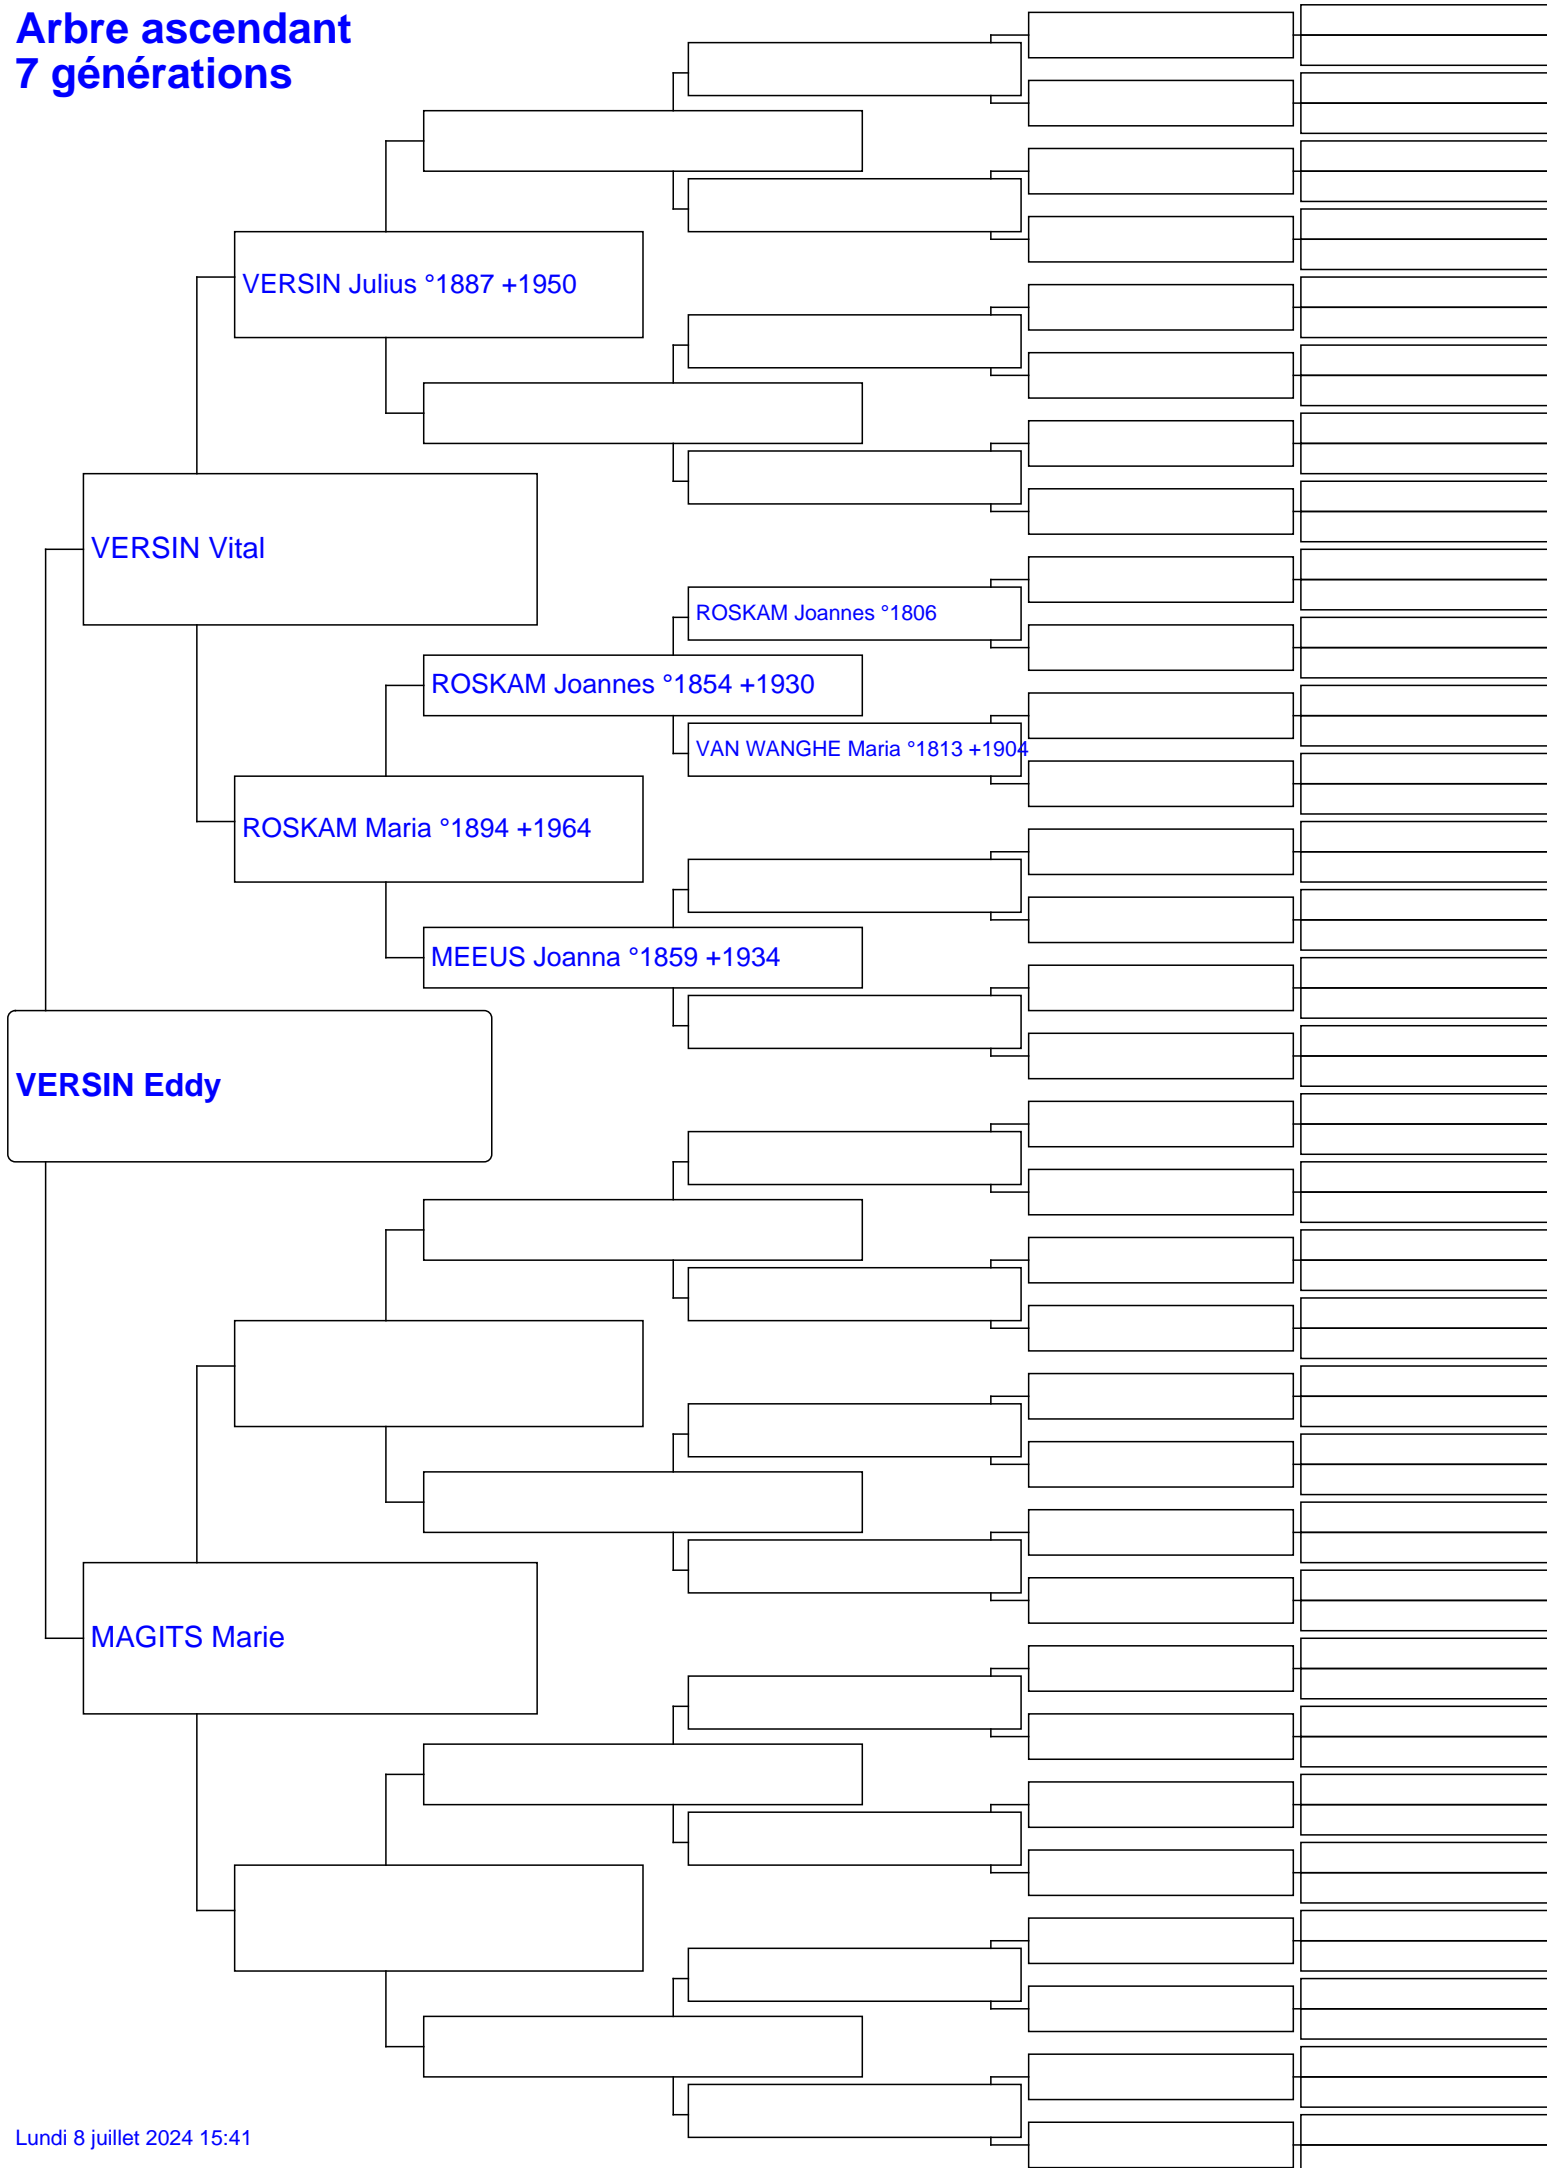 Arbre ascendant
7 générations
VERSIN Julius °1887 +1950
VERSIN Vital
ROSKAM Joannes °1806
ROSKAM Joannes °1854 +1930
VAN WANGHE Maria °1813 +1904
ROSKAM Maria °1894 +1964
MEEUS Joanna °1859 +1934
VERSIN Eddy
MAGITS Marie
Lundi 8 juillet 2024 15:41